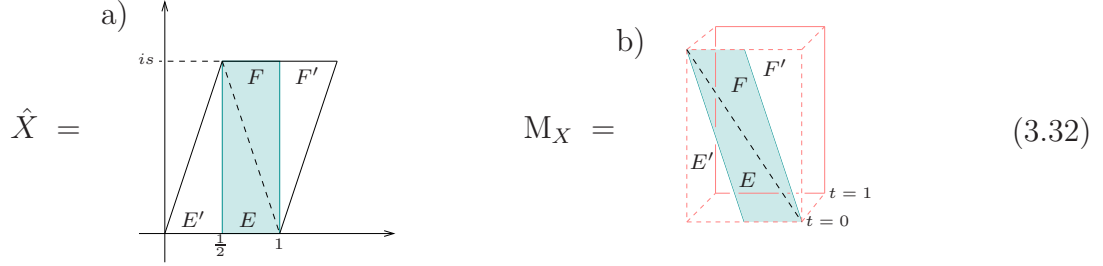 a)
b)
is
F F′
F F′
X̂ =
M_X =
(3.32)
E′
E′ E
E
t = 1
t = 0
1/2
1